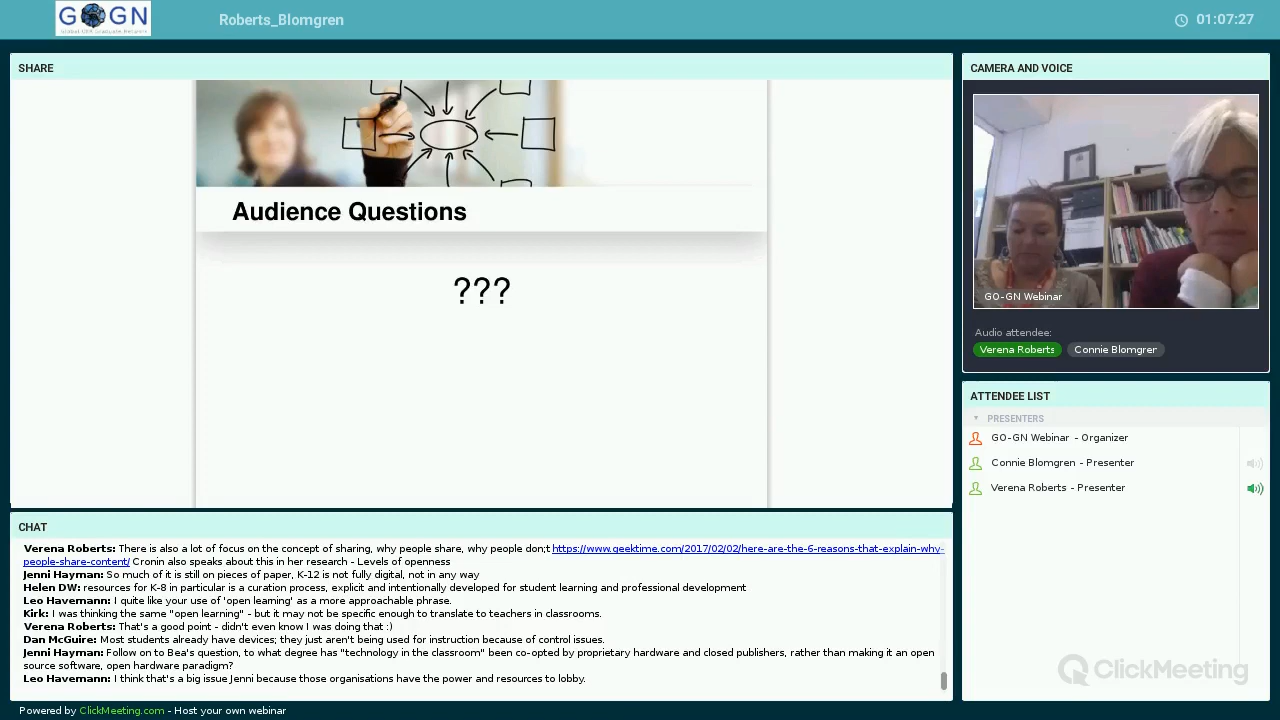 GOGN
Global OER Graduate Network
Roberts_Blomgren
01:07:27
SHARE
Audience Questions
???
CAMERA AND VOICE
GO-GN Webinar
Audio attendee:
Verena Roberts Connie Blomgren
ATTENDEE LIST
PRESENTERS
GO-GN Webinar - Organizer
Connie Blomgren - Presenter
Verena Roberts - Presenter
CHAT
Verena Roberts: There is also a lot of focus on the concept of sharing, why people share, why people don;t https://www.geektime.com/2017/02/02/here-are-the-6-reasons-that-explain-why-
people-share-content/ Cronin also speaks about this in her research - Levels of openness
Jenni Hayman: So much of it is still on pieces of paper, K-12 is not fully digital, not in any way
Helen DW: resources for K-8 in particular is a curation process, explicit and intentionally developed for student learning and professional development
Leo Havemann: I quite like your use of 'open learning' as a more approachable phrase.
Kirk: I was thinking the same "open learning" - but it may not be specific enough to translate to teachers in classrooms.
Verena Roberts: That's a good point - didn't even know I was doing that :)
Dan McGuire: Most students already have devices; they just aren't being used for instruction because of control issues.
Jenni Hayman: Follow on to Bea's question, to what degree has "technology in the classroom" been co-opted by proprietary hardware and closed publishers, rather than making it an open
source software, open hardware paradigm?
Leo Havemann: I think that's a big issue Jenni because those organisations have the power and resources to lobby.
ClickMeeting
Powered by ClickMeeting.com - Host your own webinar